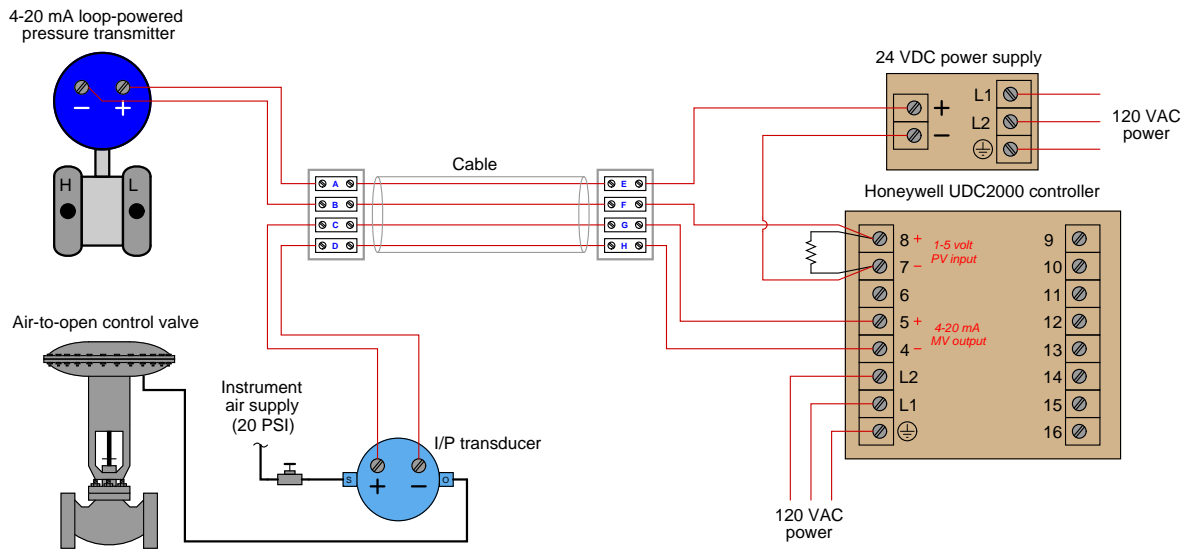 4-20 mA loop-powered
pressure transmitter
− +
H L
Cable
A
B
C
D
E
F
G
H
24 VDC power supply
+
−
L1
L2
120 VAC
power
Honeywell UDC2000 controller
8 +
7 −
1-5 volt
PV input
6
5 +
4 −
4-20 mA
MV output
L2
L1
9
10
11
12
13
14
15
16
120 VAC
power
Air-to-open control valve
Instrument
air supply
(20 PSI)
I/P transducer
S
+ −
O